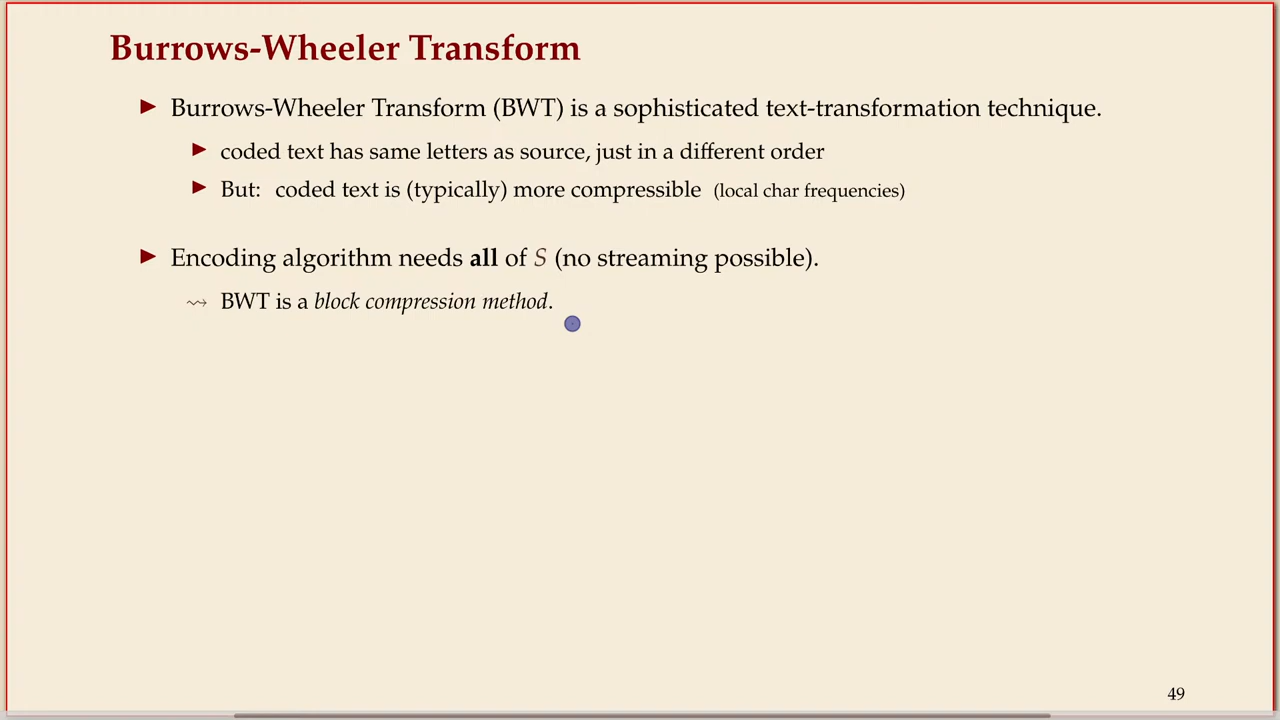 Burrows-Wheeler Transform
▶ Burrows-Wheeler Transform (BWT) is a sophisticated text-transformation technique.
▶ coded text has same letters as source, just in a different order
▶ But: coded text is (typically) more compressible (local char frequencies)
▶ Encoding algorithm needs all of S (no streaming possible).
⇝ BWT is a block compression method.
49